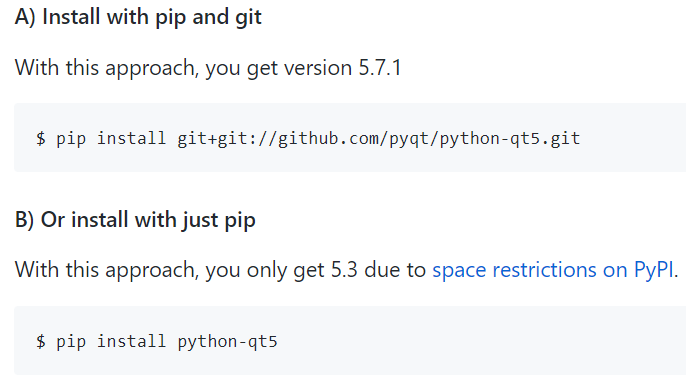 A) Install with pip and git
With this approach, you get version 5.7.1
$ pip install git+git://github.com/pyqt/python-qt5.git
B) Or install with just pip
With this approach, you only get 5.3 due to space restrictions on PyPI.
$ pip install python-qt5